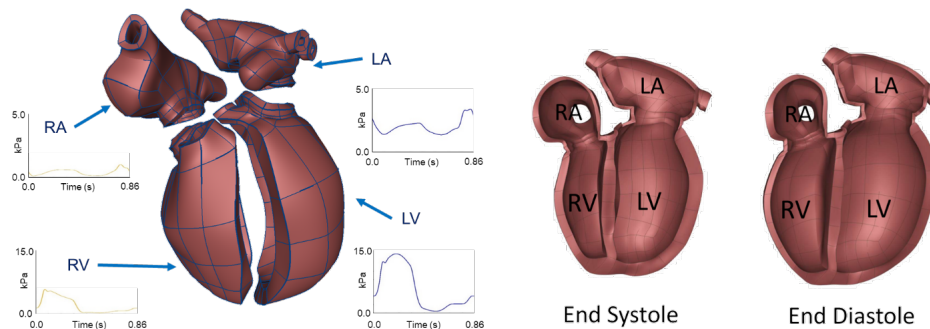 LA
RA
5.0
kPa
0.0
Time (s)
0.86
5.0
kPa
0.0
0.0
Time (s)
0.86
LV
RV
15.0
kPa
0.0
0.0
Time (s)
0.86
15.0
kPa
0.0
0.0
Time (s)
0.86
RA
LA
RV
LV
End Systole
RA
LA
RV
LV
End Diastole